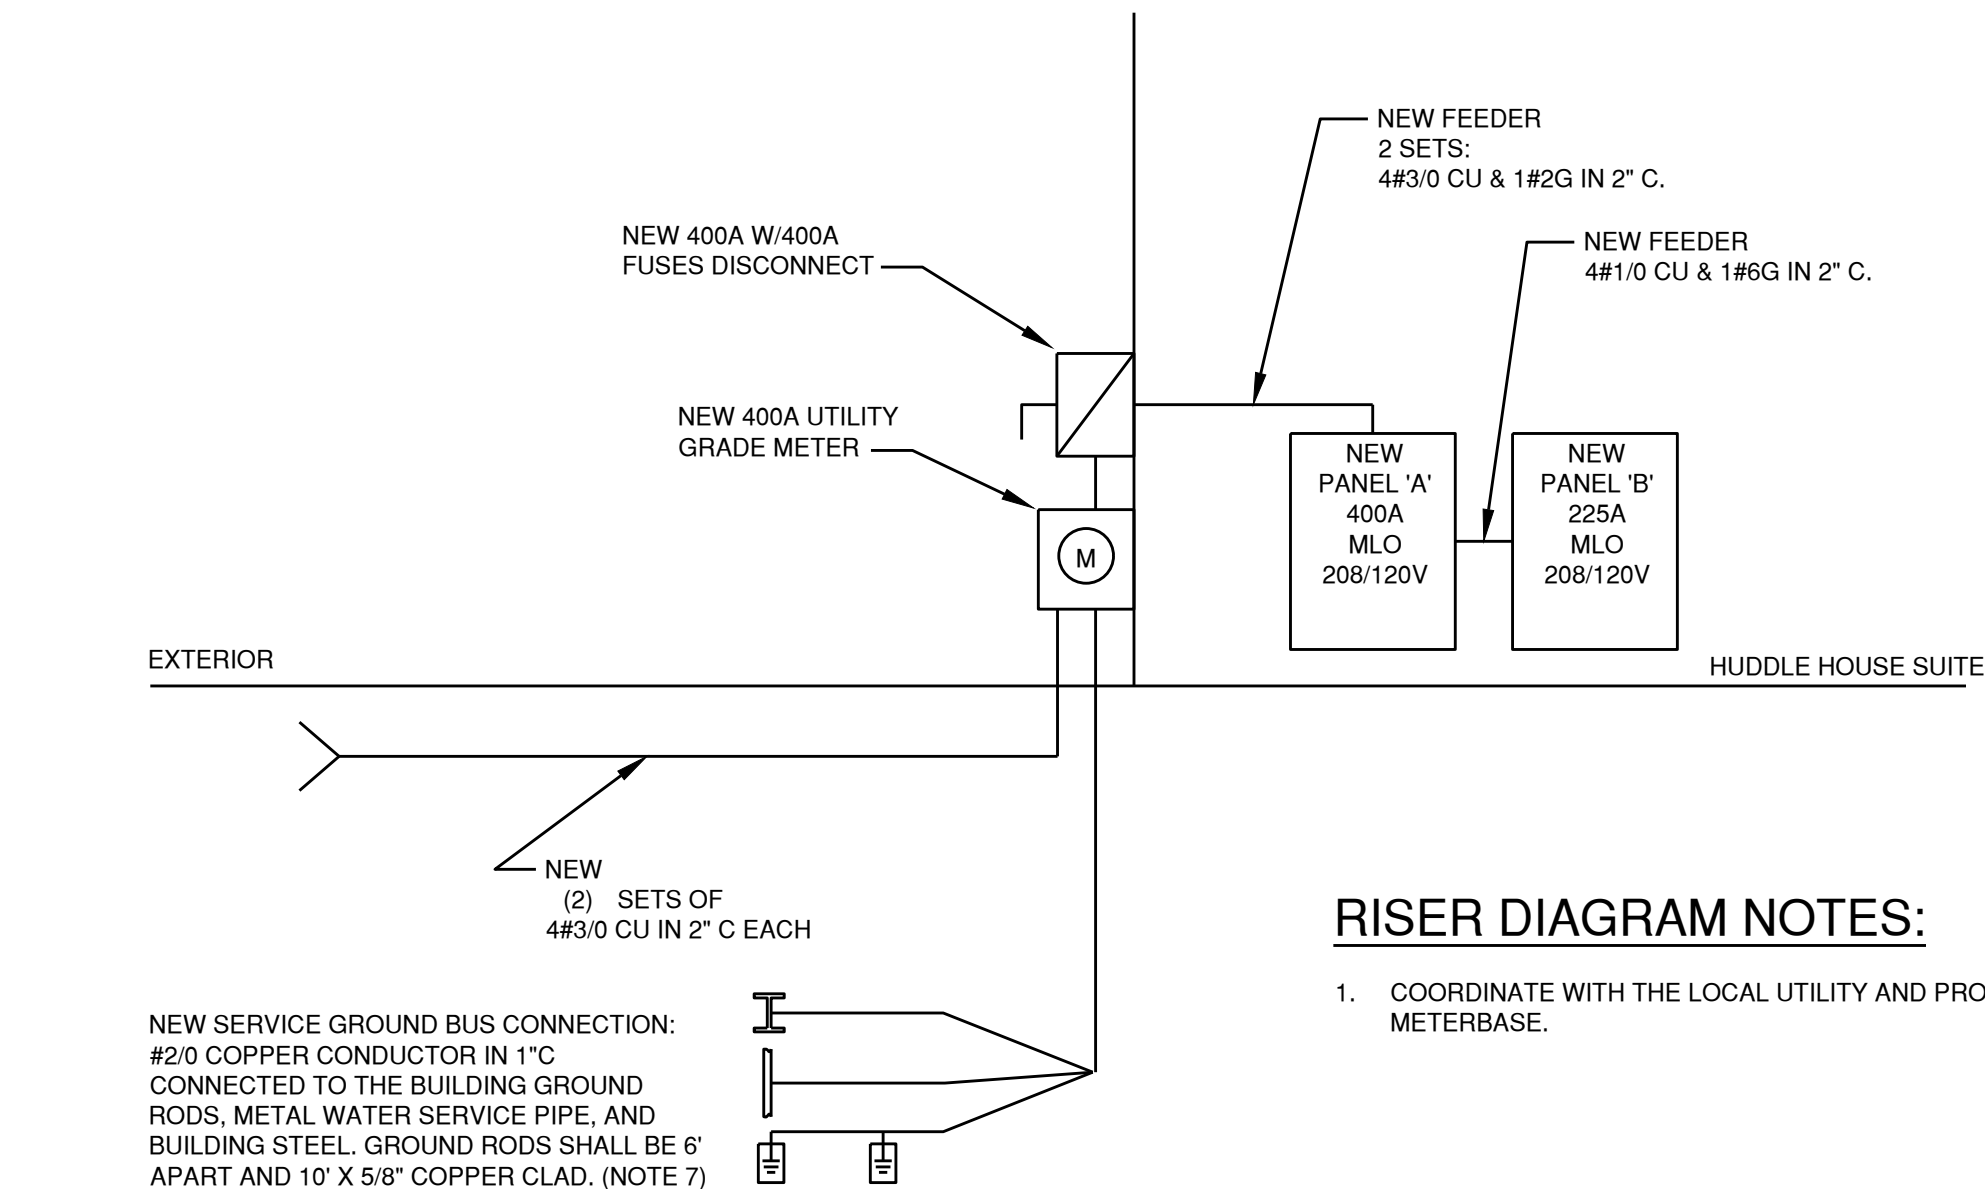 NEW FEEDER
2 SETS:
4#3/0 CU & 1#2G IN 2" C.
NEW 400A W/400A
FUSES DISCONNECT
NEW FEEDER
4#1/0 CU & 1#6G IN 2" C.
NEW 400A UTILITY
GRADE METER
M
NEW
PANEL 'A'
400A
MLO
208/120V
NEW
PANEL 'B'
225A
MLO
208/120V
EXTERIOR
HUDDLE HOUSE SUITE
NEW
(2) SETS OF
4#3/0 CU IN 2" C EACH
RISER DIAGRAM NOTES:
1. COORDINATE WITH THE LOCAL UTILITY AND PRO
METERBASE.
NEW SERVICE GROUND BUS CONNECTION:
#2/0 COPPER CONDUCTOR IN 1"C
CONNECTED TO THE BUILDING GROUND
RODS, METAL WATER SERVICE PIPE, AND
BUILDING STEEL. GROUND RODS SHALL BE 6'
APART AND 10' X 5/8" COPPER CLAD. (NOTE 7)